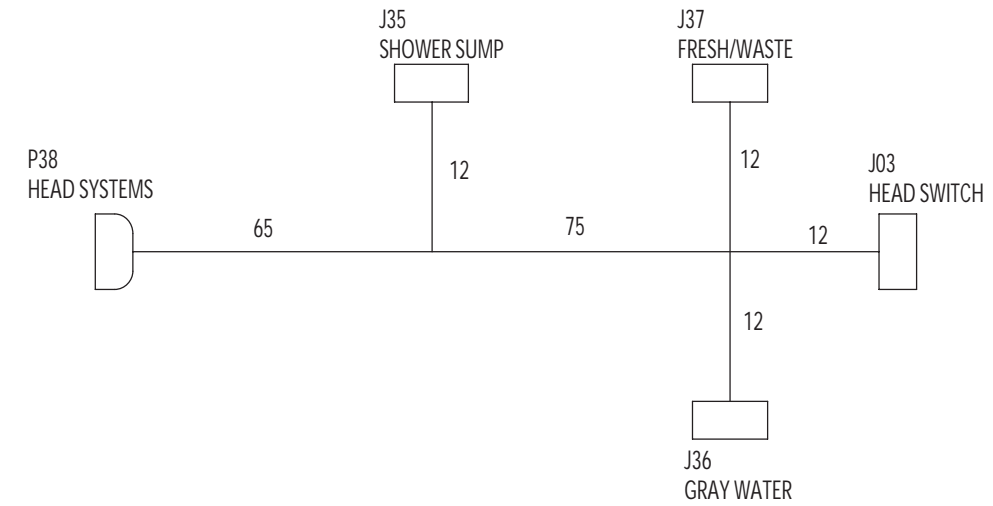 J35
SHOWER SUMP
J37
FRESH/WASTE
P38
HEAD SYSTEMS
12
12
J03
HEAD SWITCH
65
75
12
12
J36
GRAY WATER